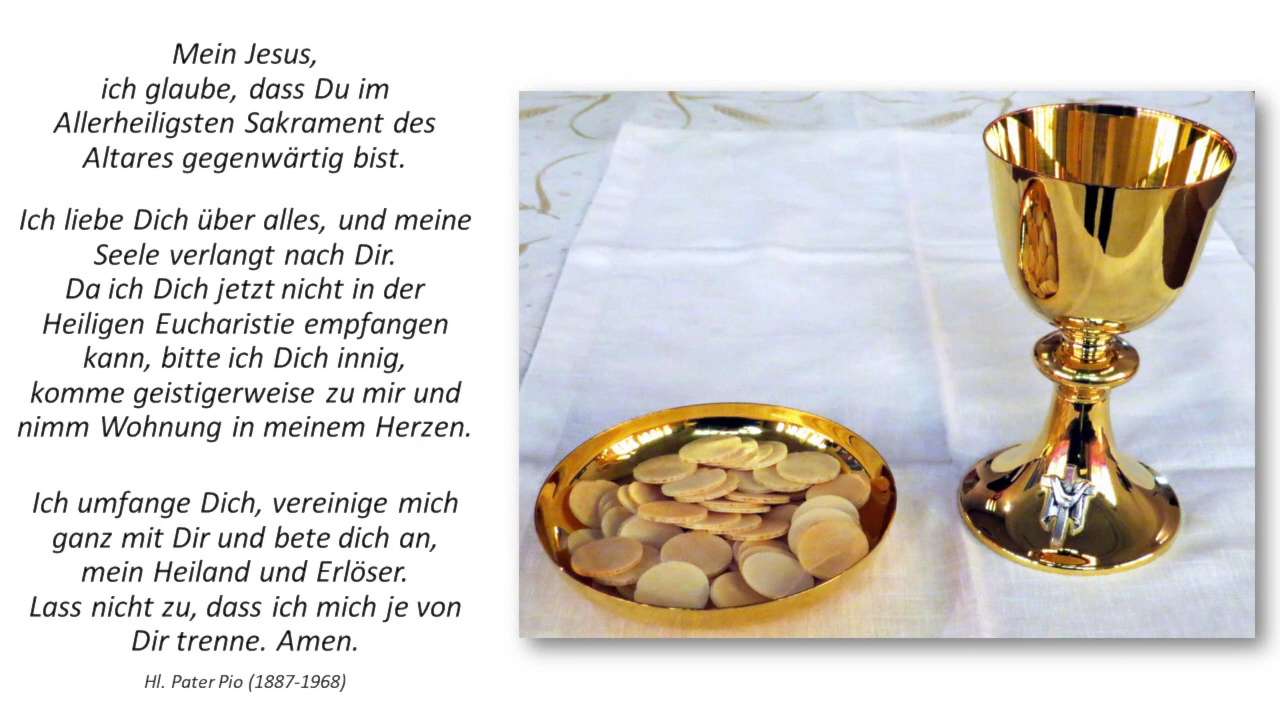 Mein Jesus,
ich glaube, dass Du im
Allerheiligsten Sakrament des
Altares gegenwärtig bist.
Ich liebe Dich über alles, und meine
Seele verlangt nach Dir.
Da ich Dich jetzt nicht in der
Heiligen Eucharistie empfangen
kann, bitte ich Dich innig,
komme geistigerweise zu mir und
nimm Wohnung in meinem Herzen.
Ich umfange Dich, vereinige mich
ganz mit Dir und bete dich an,
mein Heiland und Erlöser.
Lass nicht zu, dass ich mich je von
Dir trenne. Amen.
Hl. Pater Pio (1887-1968)